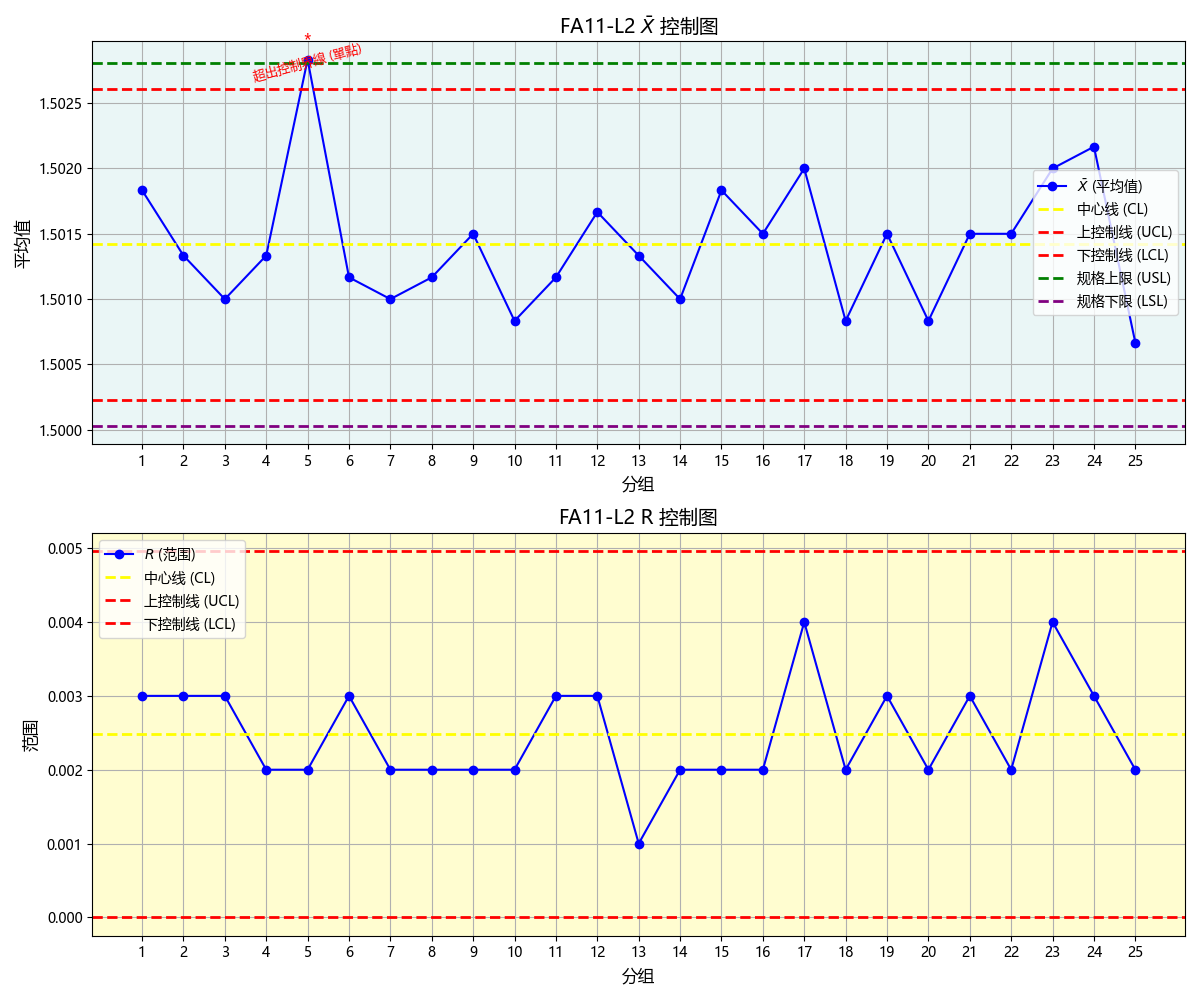 FA11-L2 X̄ 控制图
*
超出控制界線 (單點)
1.5025
1.5020
1.5015
1.5010
1.5005
1.5000
平均值
X̄ (平均值)
中心线 (CL)
上控制线 (UCL)
下控制线 (LCL)
规格上限 (USL)
规格下限 (LSL)
1 2 3 4 5 6 7 8 9 10 11 12 13 14 15 16 17 18 19 20 21 22 23 24 25
分组
FA11-L2 R 控制图
R (范围)
中心线 (CL)
上控制线 (UCL)
下控制线 (LCL)
0.005
0.004
0.003
0.002
0.001
0.000
范围
1 2 3 4 5 6 7 8 9 10 11 12 13 14 15 16 17 18 19 20 21 22 23 24 25
分组